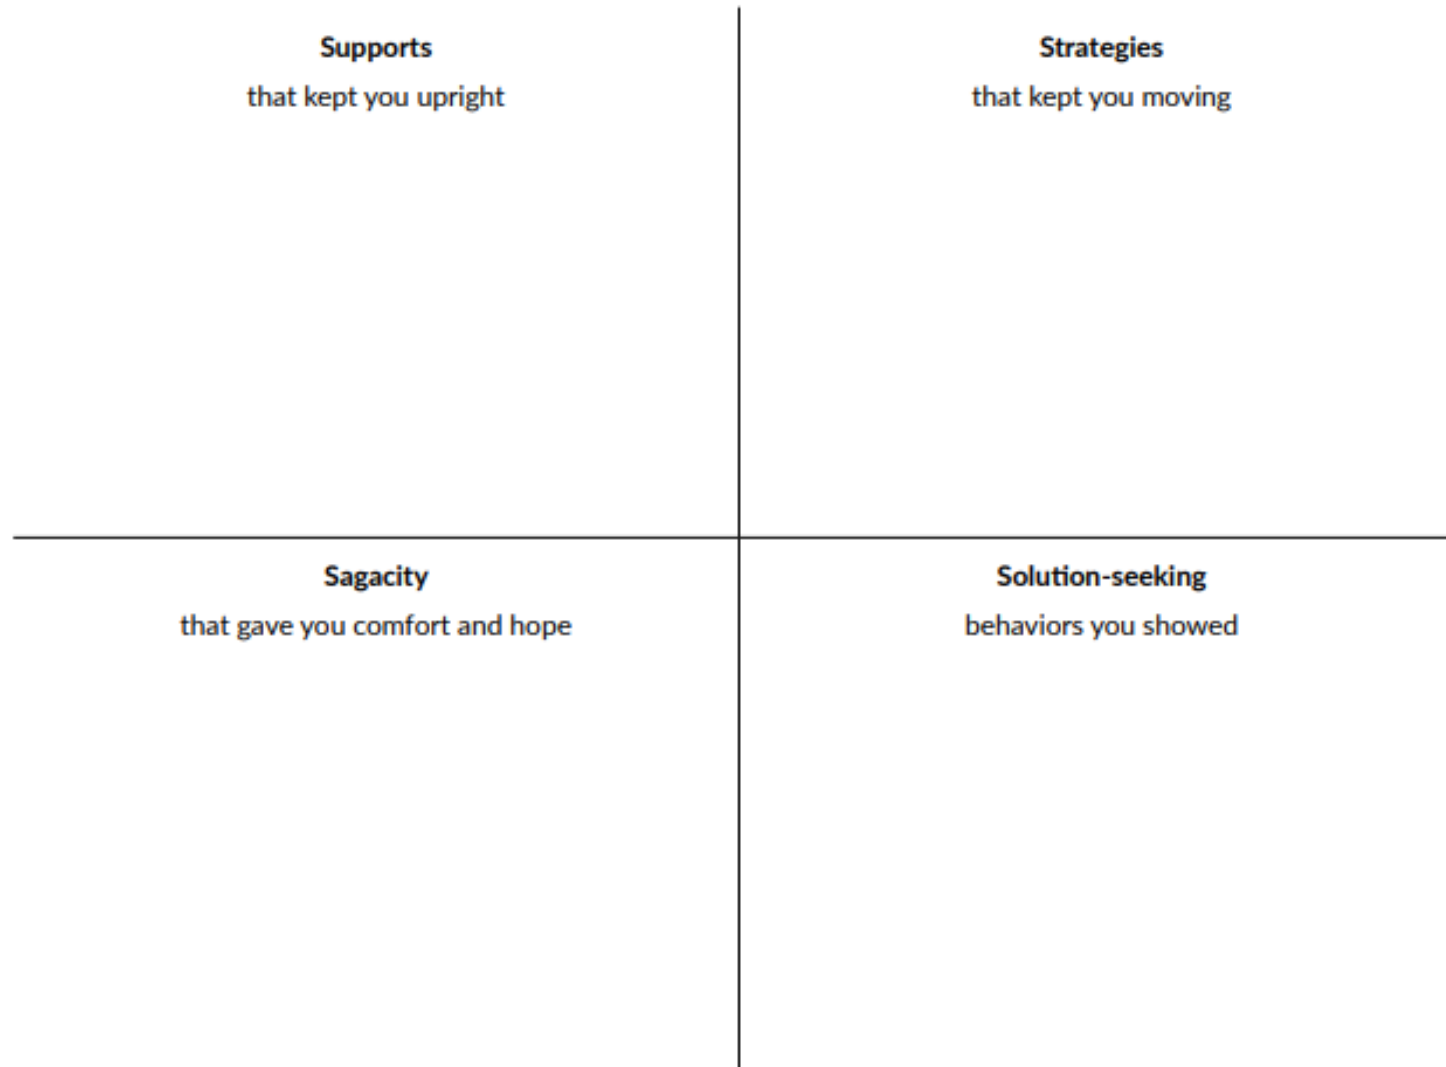 Supports
that kept you upright
Strategies
that kept you moving
Sagacity
that gave you comfort and hope
Solution-seeking
behaviors you showed